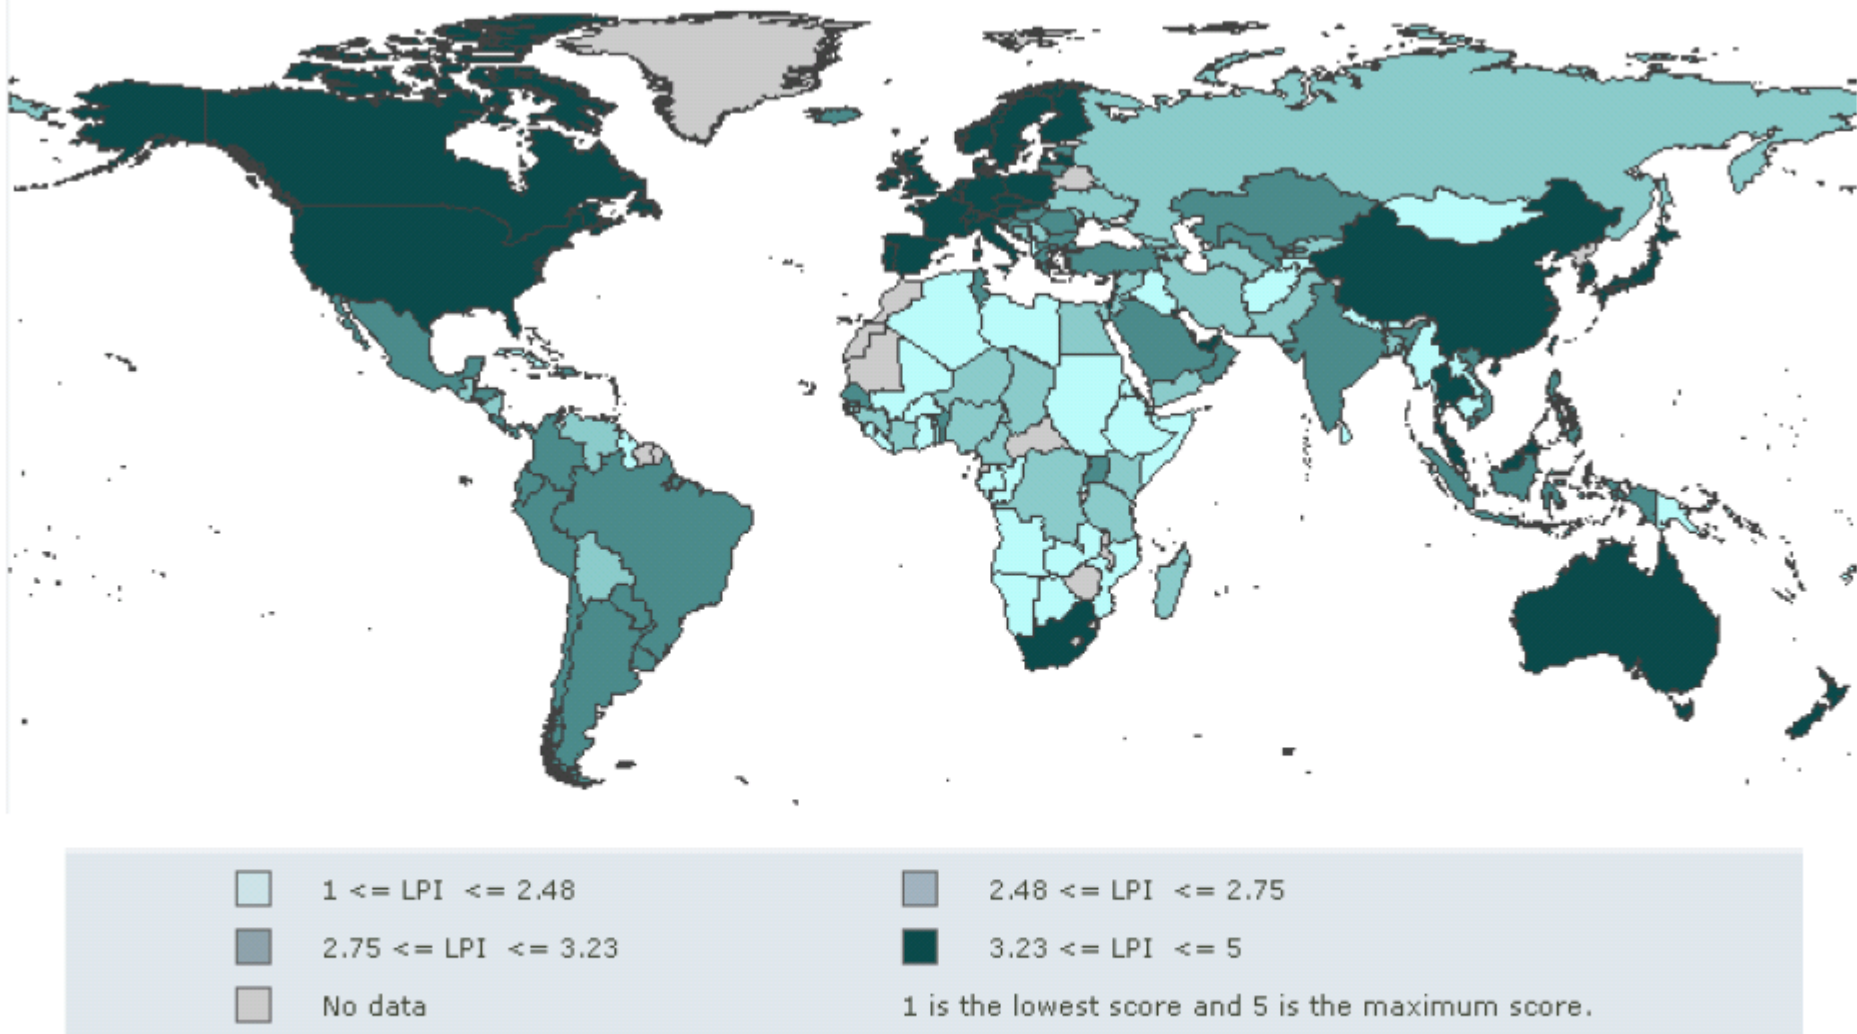 1 <= LPI <= 2.48
2.48 <= LPI <= 2.75
2.75 <= LPI <= 3.23
3.23 <= LPI <= 5
No data
1 is the lowest score and 5 is the maximum score.